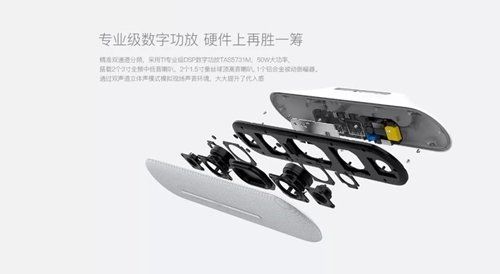 专业级数字功放 硬件上再胜一筹
精准双通道分频，采用TI专业级DSP数字功放TAS5731M，50W大功率，
搭载2个3寸全频中低音喇叭，2个1.5寸蚕丝球顶高音喇叭，1个铝合金被动振膜器，
通过双声道立体声模式模拟现场声音环境，大大提升了代入感